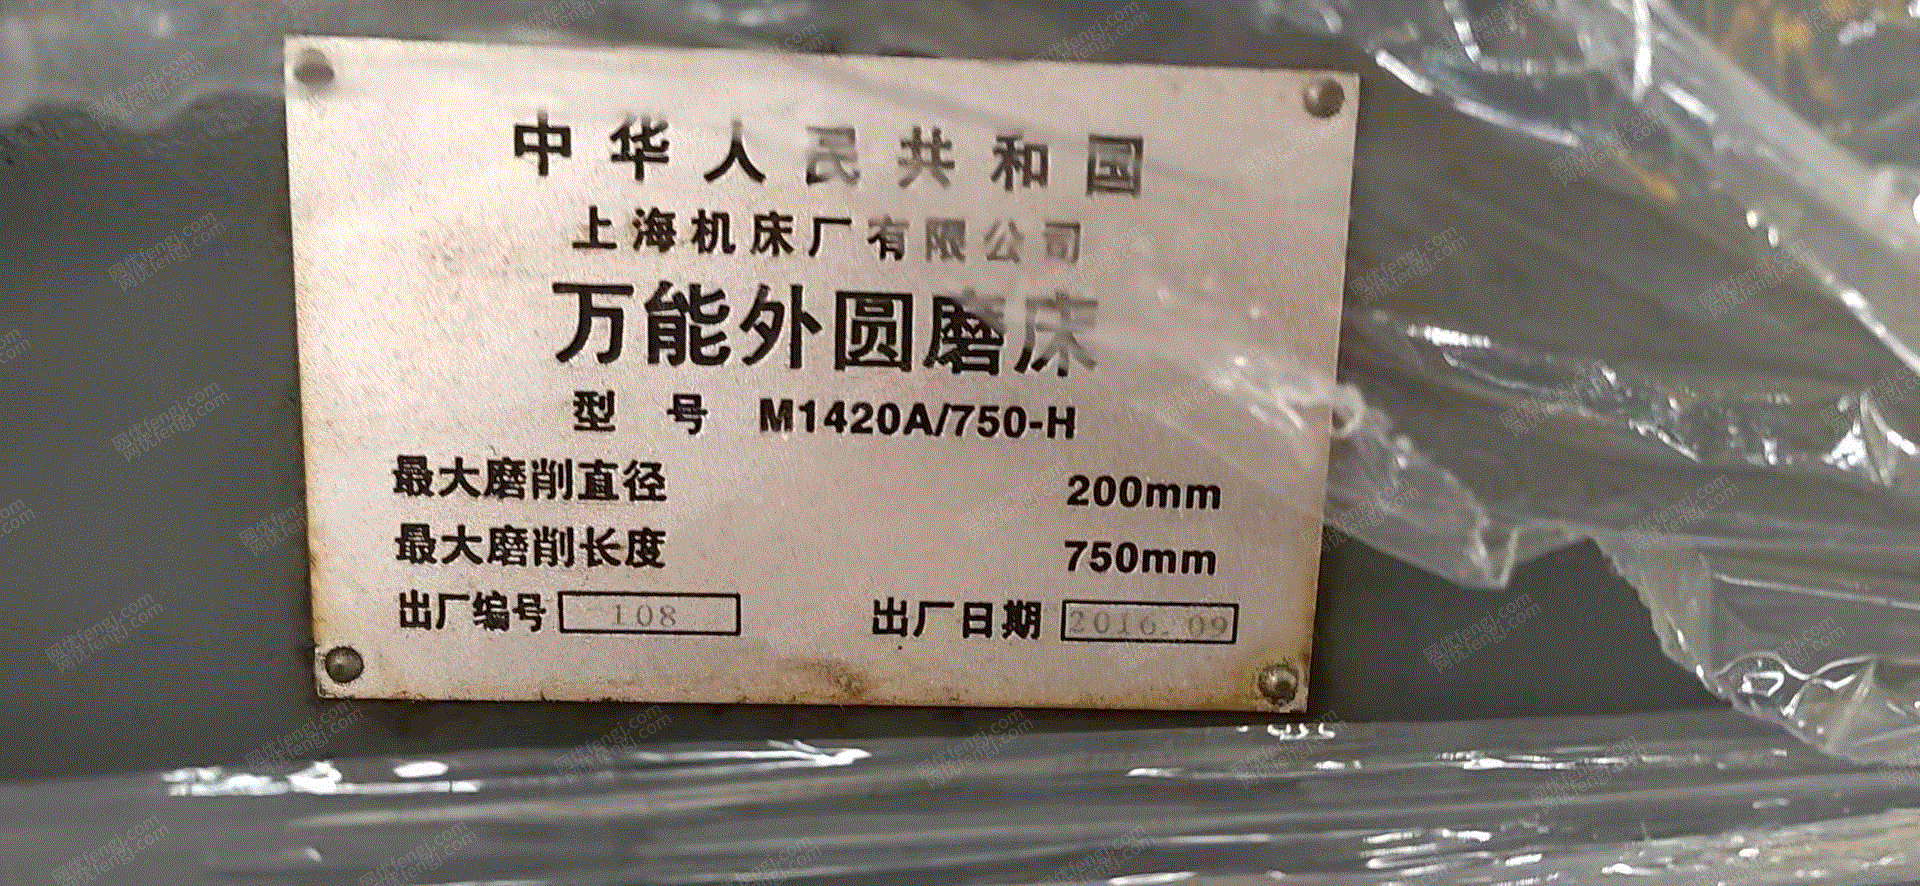 中华人民共和国
上海机床厂有限公司
万能外圆磨床
型 号 M1420A/750-H
最大磨削直径 200mm
最大磨削长度 750mm
出厂编号 108 出厂日期 2016.09